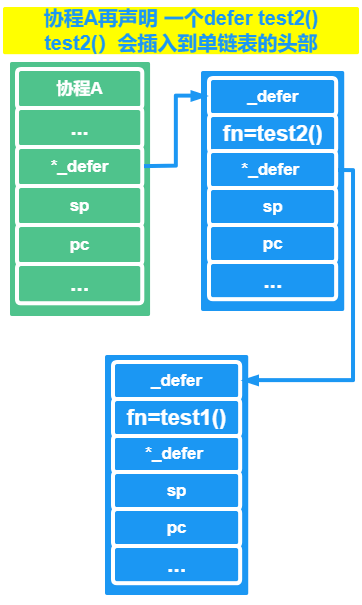 协程A再声明 一个defer test2()
test2()会插入到单链表的头部
协程A
...
*_defer
sp
pc
...
_defer
fn=test2()
*_defer
sp
pc
...
_defer
fn=test1()
*_defer
sp
pc
...